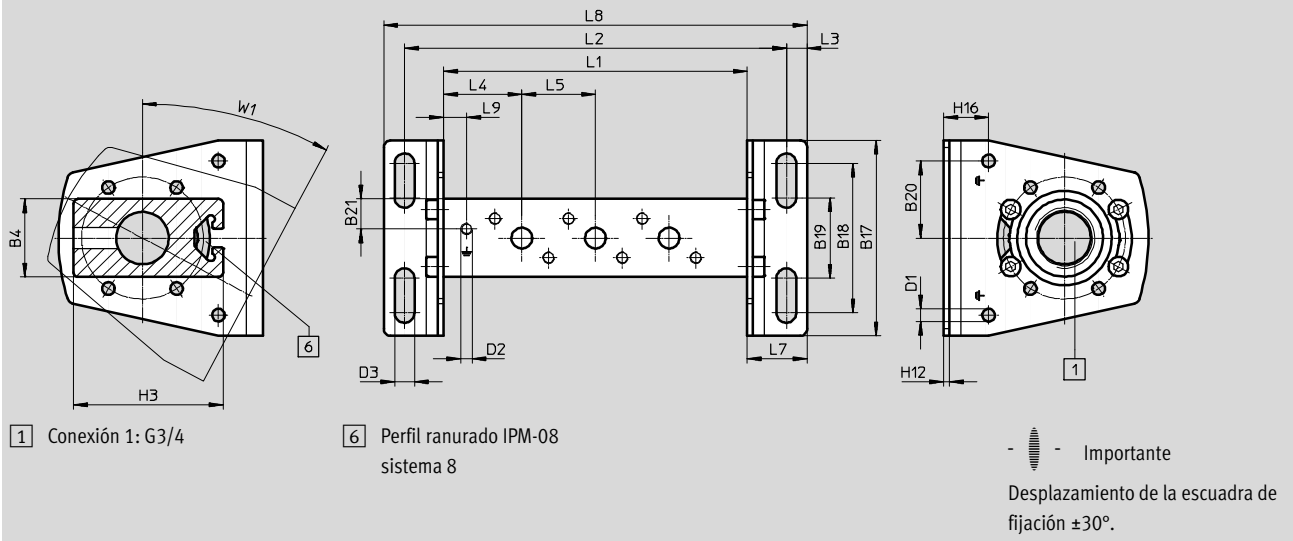 L8
L2
L3
L1
L4
L5
L9
W1
H16
B21
B4
B19
B18
B17
B20
D1
6
D2
D3
L7
H12
1
H3
1 Conexión 1: G3/4
6 Perfil ranurado IPM-08
sistema 8
- - Importante
Desplazamiento de la escuadra de
fijación ±30°.